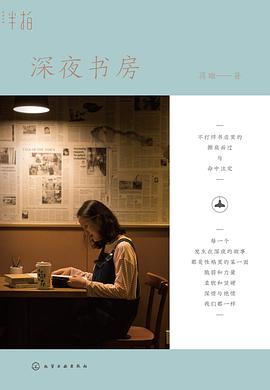 半拍
深夜书房
蒋瞰——著
不打烊书店里的
擦肩而过
与
命中注定
每一个
发生在深夜的故事
都是性格里的某一面
脆弱和力量
柔软和坚硬
深情与绝情
我们都一样
化学工业出版社